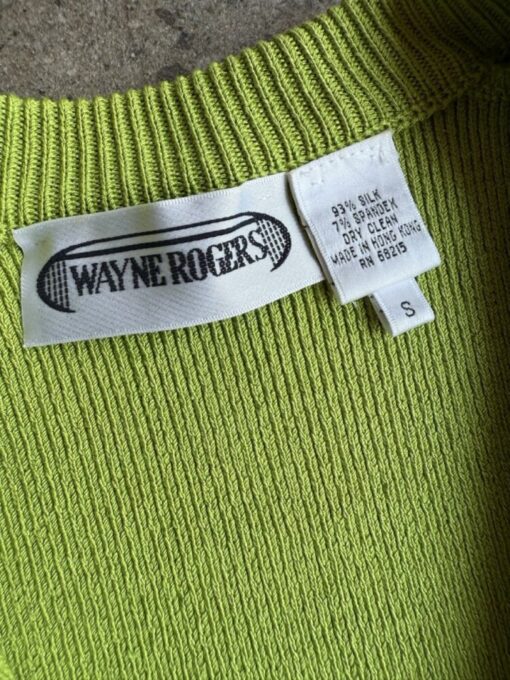 WAYNE ROGERS
93% SILK
7% SPANDEX
DRY CLEAN
MADE IN HONG KONG
RN 68215
S